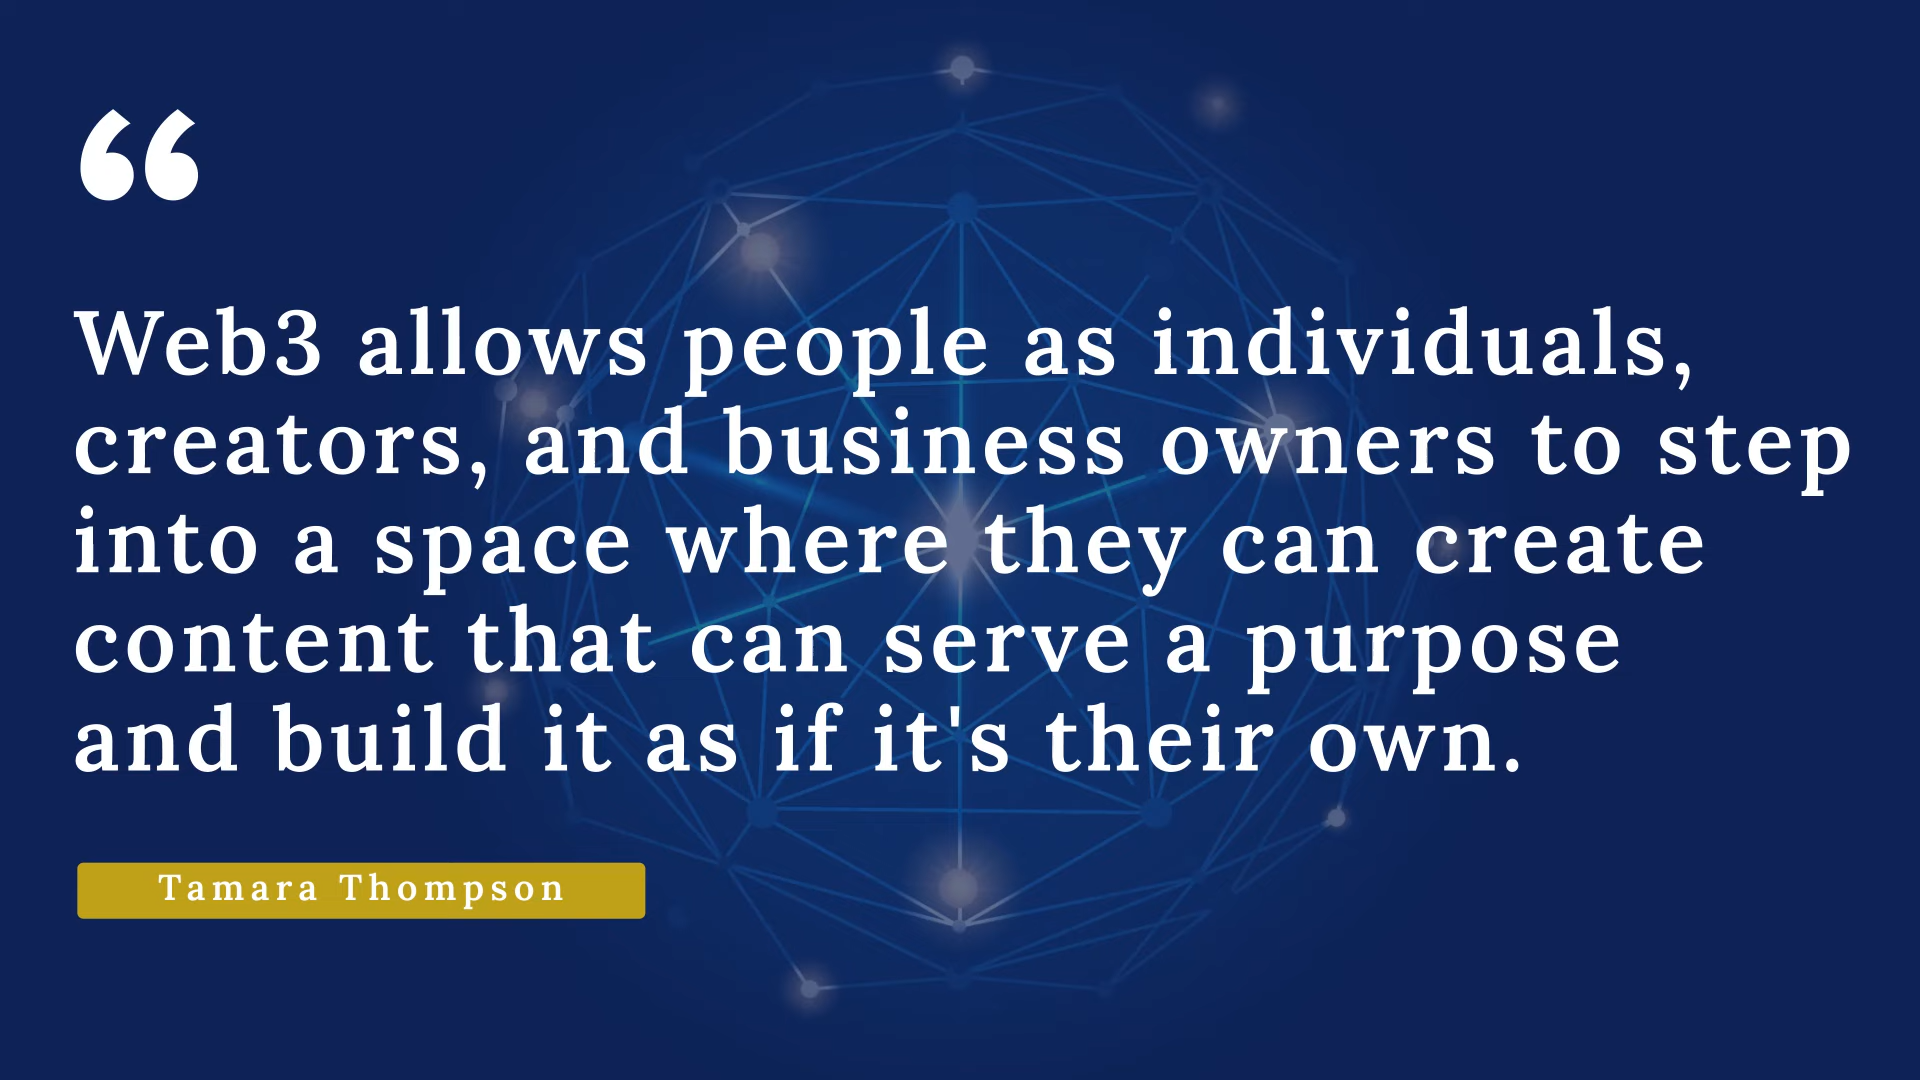 “
Web3 allows people as individuals,
creators, and business owners to step
into a space where they can create
content that can serve a purpose
and build it as if it's their own.
Tamara Thompson